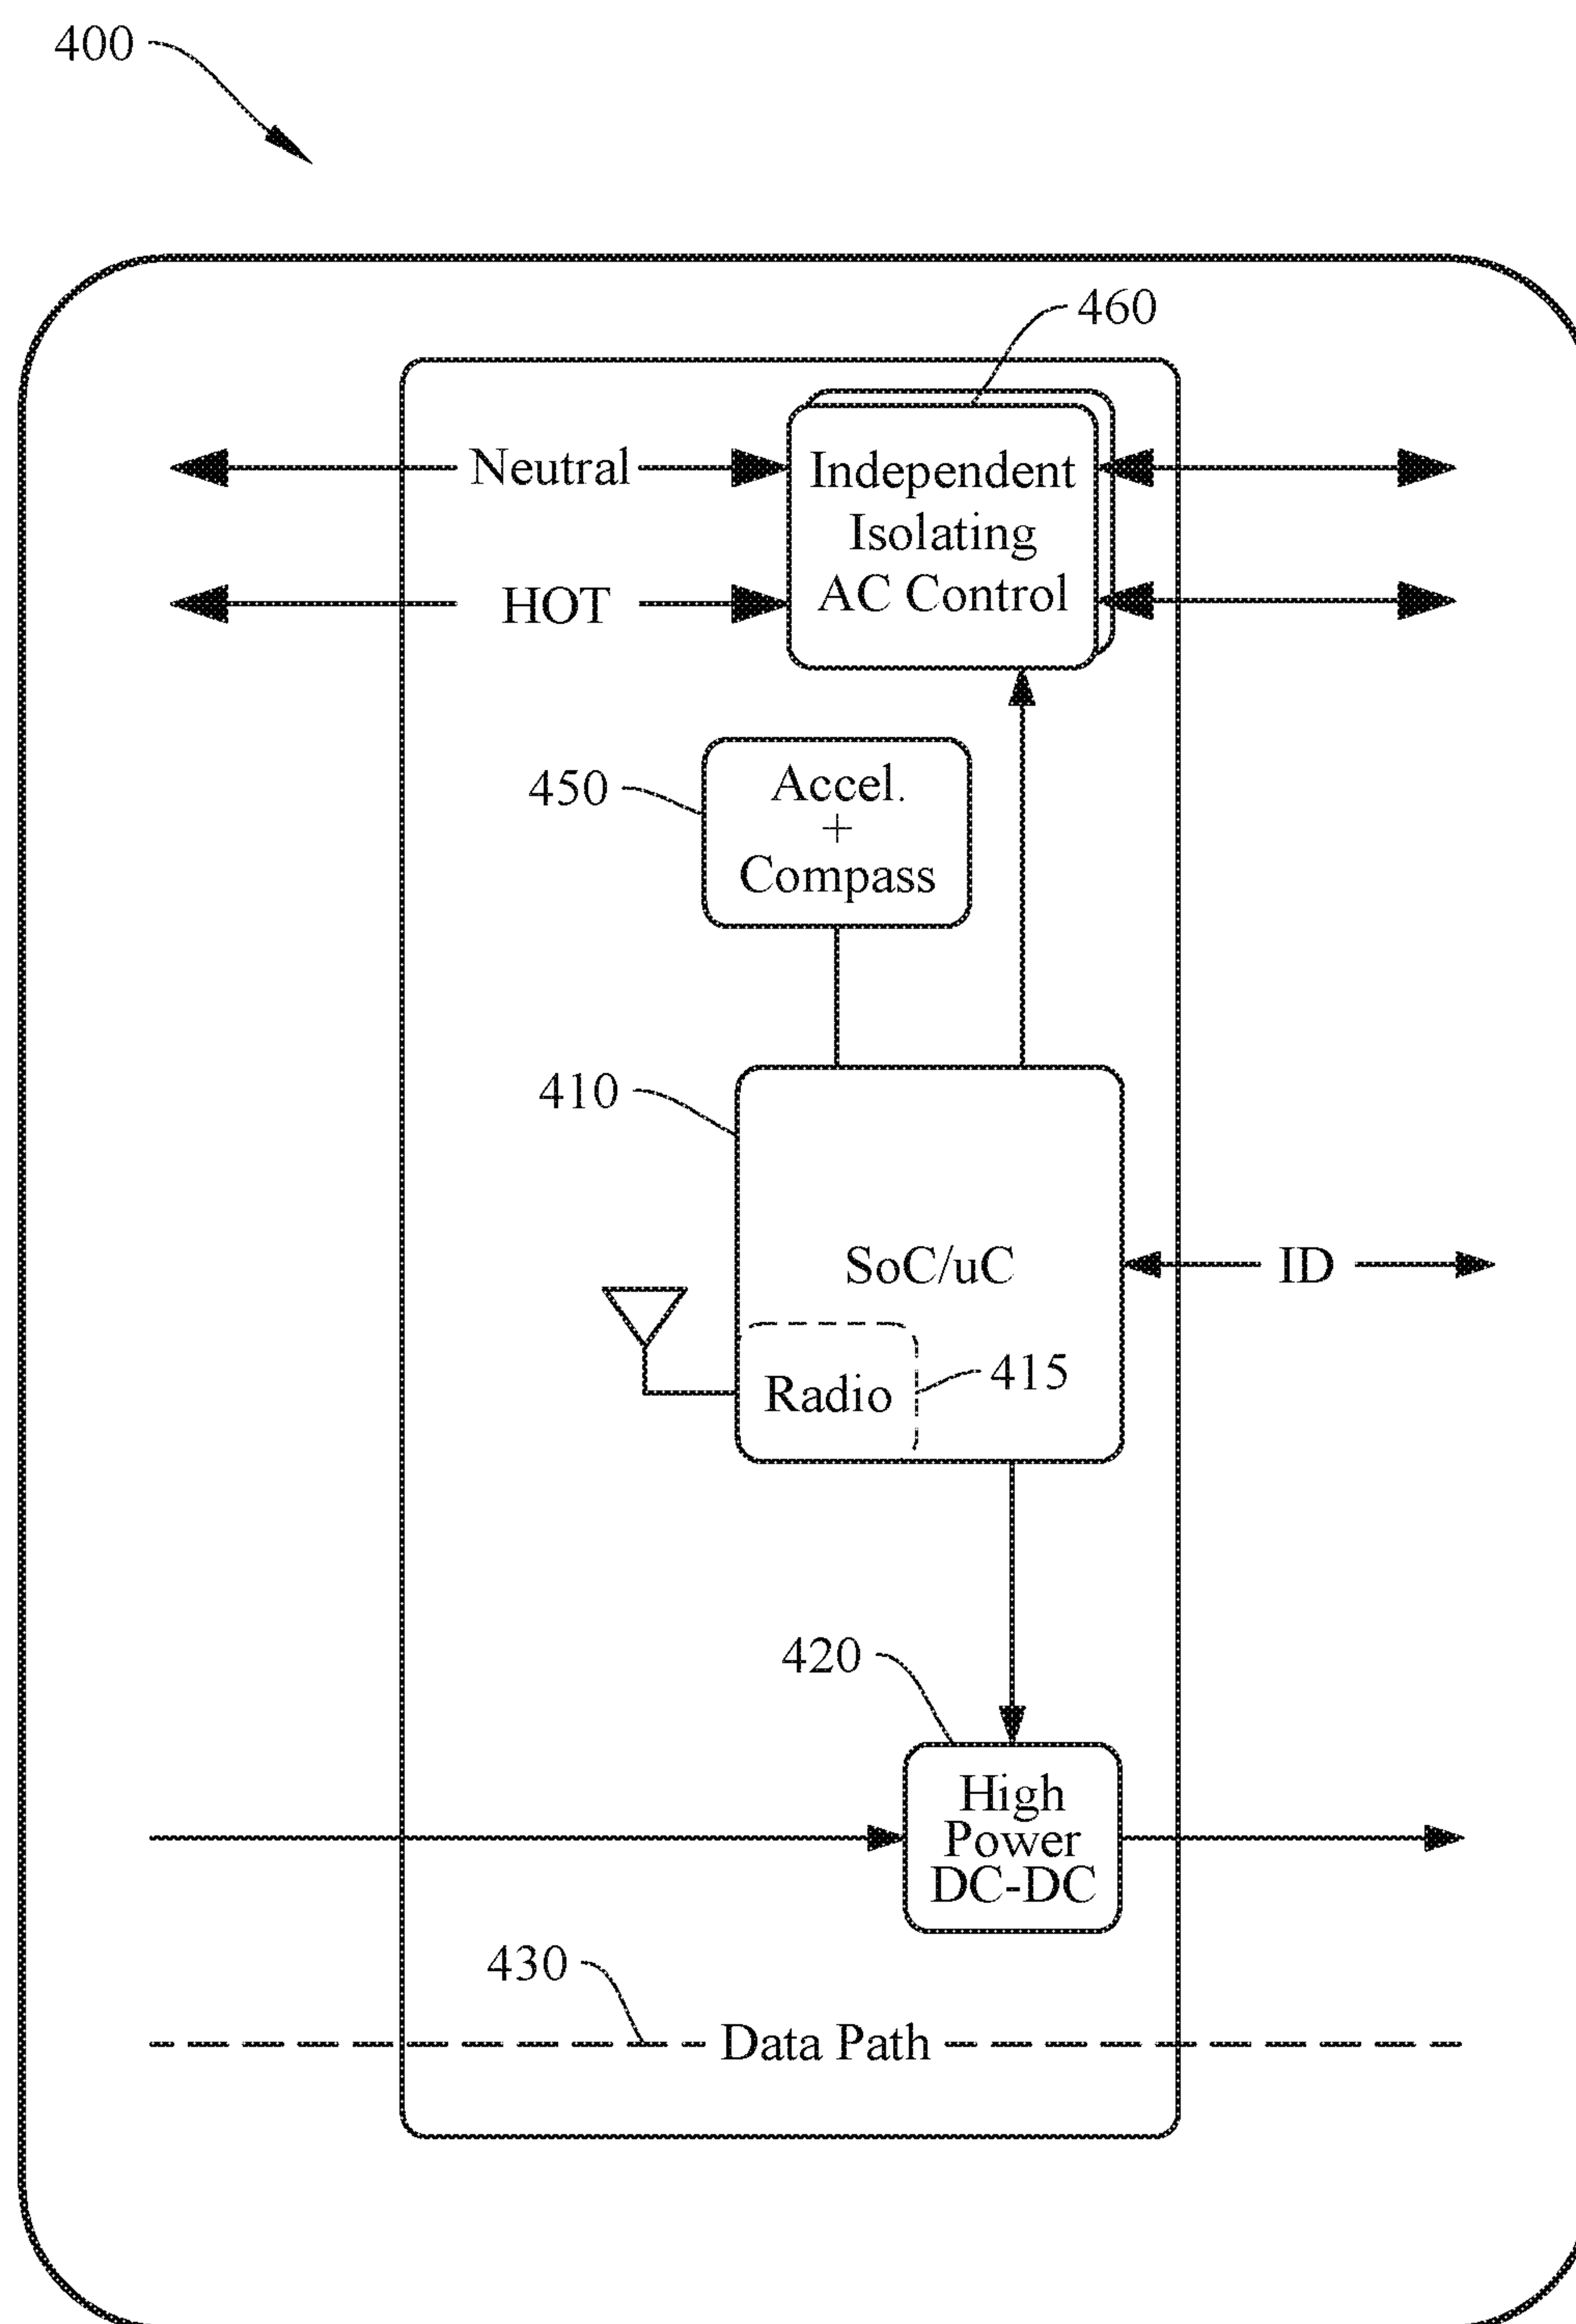 400
460
Neutral
HOT
Independent
Isolating
AC Control
450
Accel.
+
Compass
410
SoC/uC
ID
Radio
415
420
High
Power
DC-DC
430
Data Path